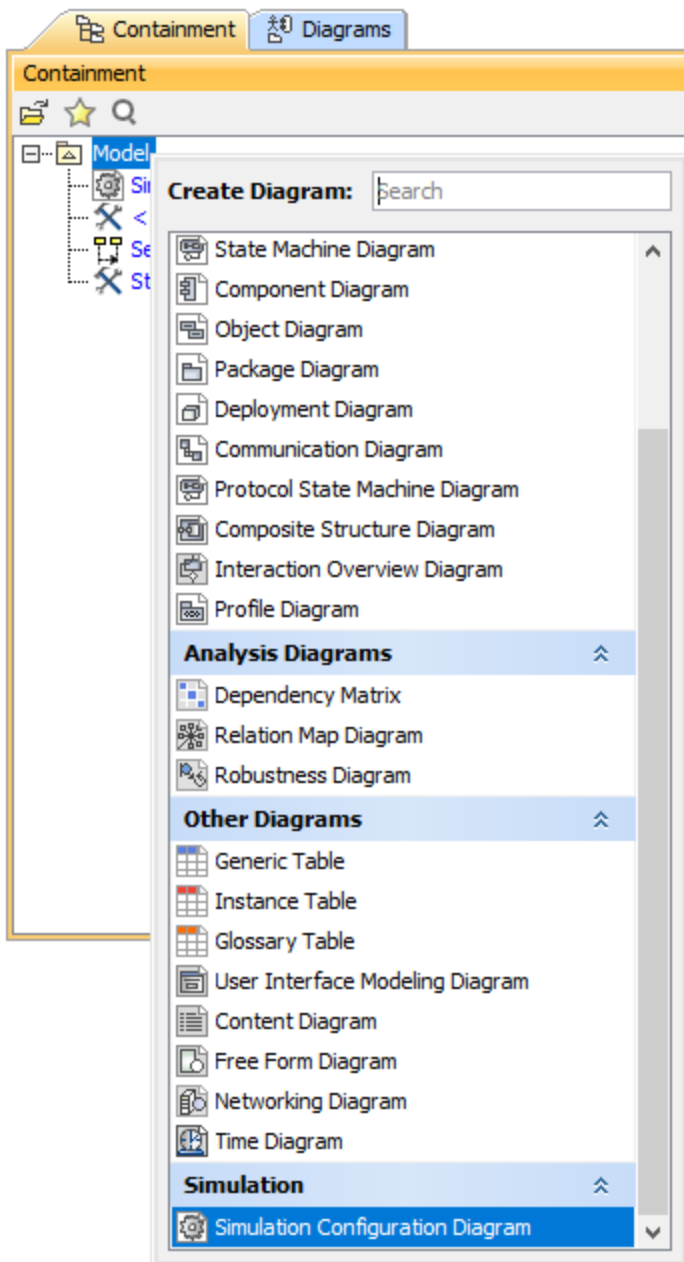 Containment
Diagrams
Containment
Model
Create Diagram:
Search
<
State Machine Diagram
Component Diagram
Object Diagram
Package Diagram
Deployment Diagram
Communication Diagram
Protocol State Machine Diagram
Composite Structure Diagram
Interaction Overview Diagram
Profile Diagram
Analysis Diagrams
Dependency Matrix
Relation Map Diagram
Robustness Diagram
Other Diagrams
Generic Table
Instance Table
Glossary Table
User Interface Modeling Diagram
Content Diagram
Free Form Diagram
Networking Diagram
Time Diagram
Simulation
Simulation Configuration Diagram